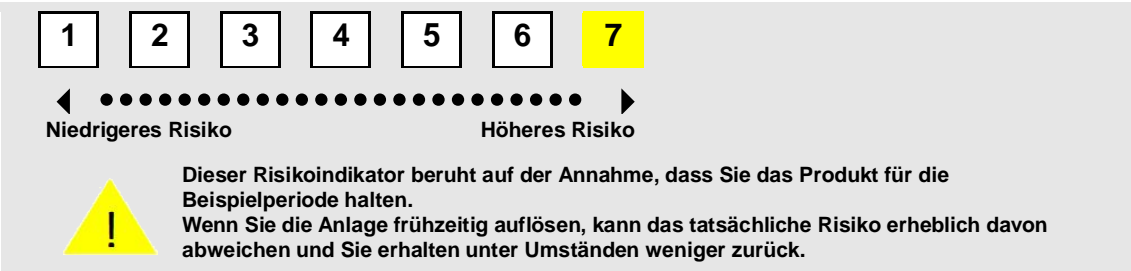 1 2 3 4 5 6 7
Niedrigeres Risiko Höheres Risiko
!
Dieser Risikoindikator beruht auf der Annahme, dass Sie das Produkt für die
Beispielperiode halten.
Wenn Sie die Anlage frühzeitig auflösen, kann das tatsächliche Risiko erheblich davon
abweichen und Sie erhalten unter Umständen weniger zurück.